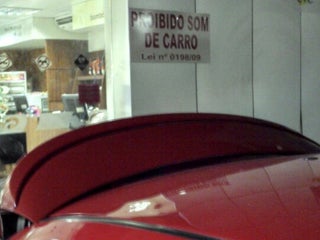 PROIBIDO SOM
DE CARRO
Lei nº 0198/09